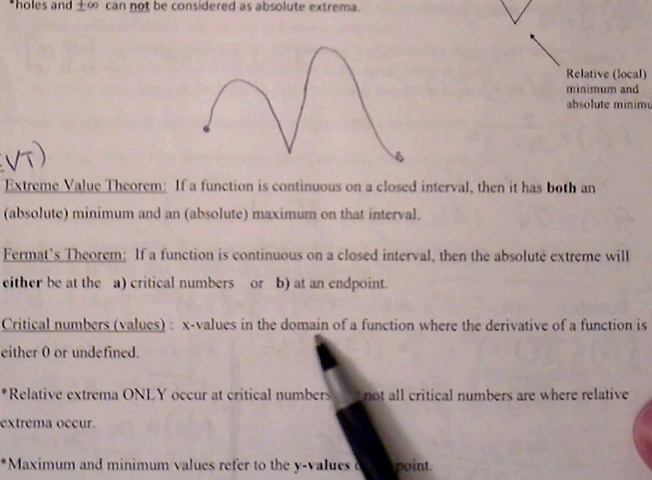 *holes and ±∞ can not be considered as absolute extrema.
Relative (local)
minimum and
absolute
VT)
Extreme Value Theorem: If a function is continuous on a closed interval, then it has both an
(absolute) minimum and an (absolute) maximum on that interval.
Fermat's Theorem: If a function is continuous on a closed interval, then the absolute extreme will
either be at the a) critical numbers or b) at an endpoint.
Critical numbers (values) : x-values in the domain of a function where the derivative of a function is
either 0 or undefined.
*Relative extrema ONLY occur at critical numbers not all critical numbers are where relative
extrema occur.
*Maximum and minimum values refer to the y-values point.